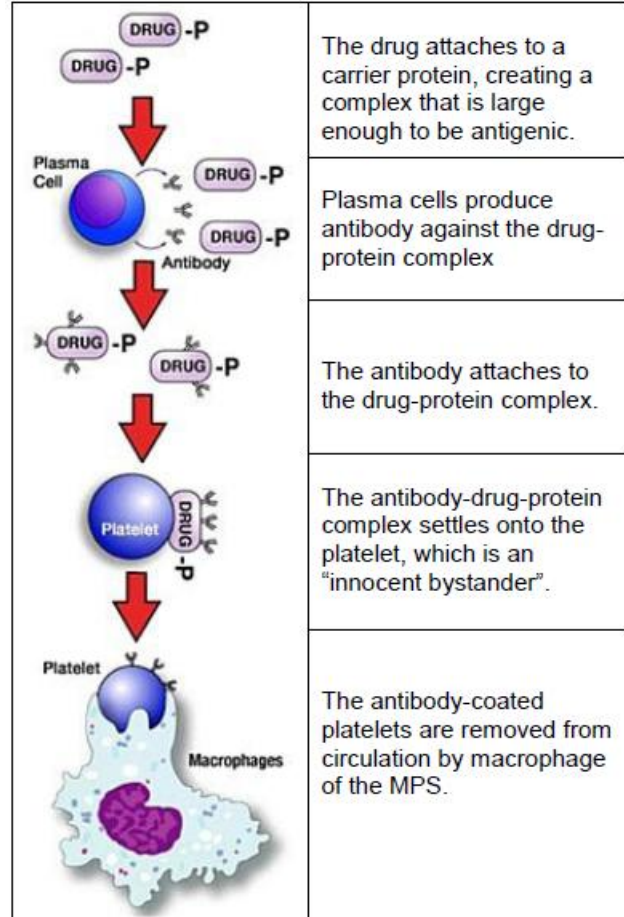 DRUG-P
DRUG-P
The drug attaches to a
carrier protein, creating a
complex that is large
enough to be antigenic.
Plasma
Cell
DRUG-P
DRUG-P
Antibody
Plasma cells produce
antibody against the drug-
protein complex
DRUG-P
DRUG-P
The antibody attaches to
the drug-protein complex.
Platelet
DRUG-P
The antibody-drug-protein
complex settles onto the
platelet, which is an
“innocent bystander”.
Platelet
Macrophages
The antibody-coated
platelets are removed from
circulation by macrophage
of the MPS.